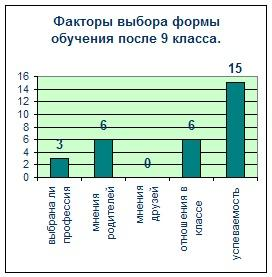 Факторы выбора формы
обучения после 9 класса.
16
14
12
10
8
6
4
2
0
3
6
0
6
15
выбрана ли
профессия
мнения
родителей
мнения
друзей
отношения в
классе
успеваемость